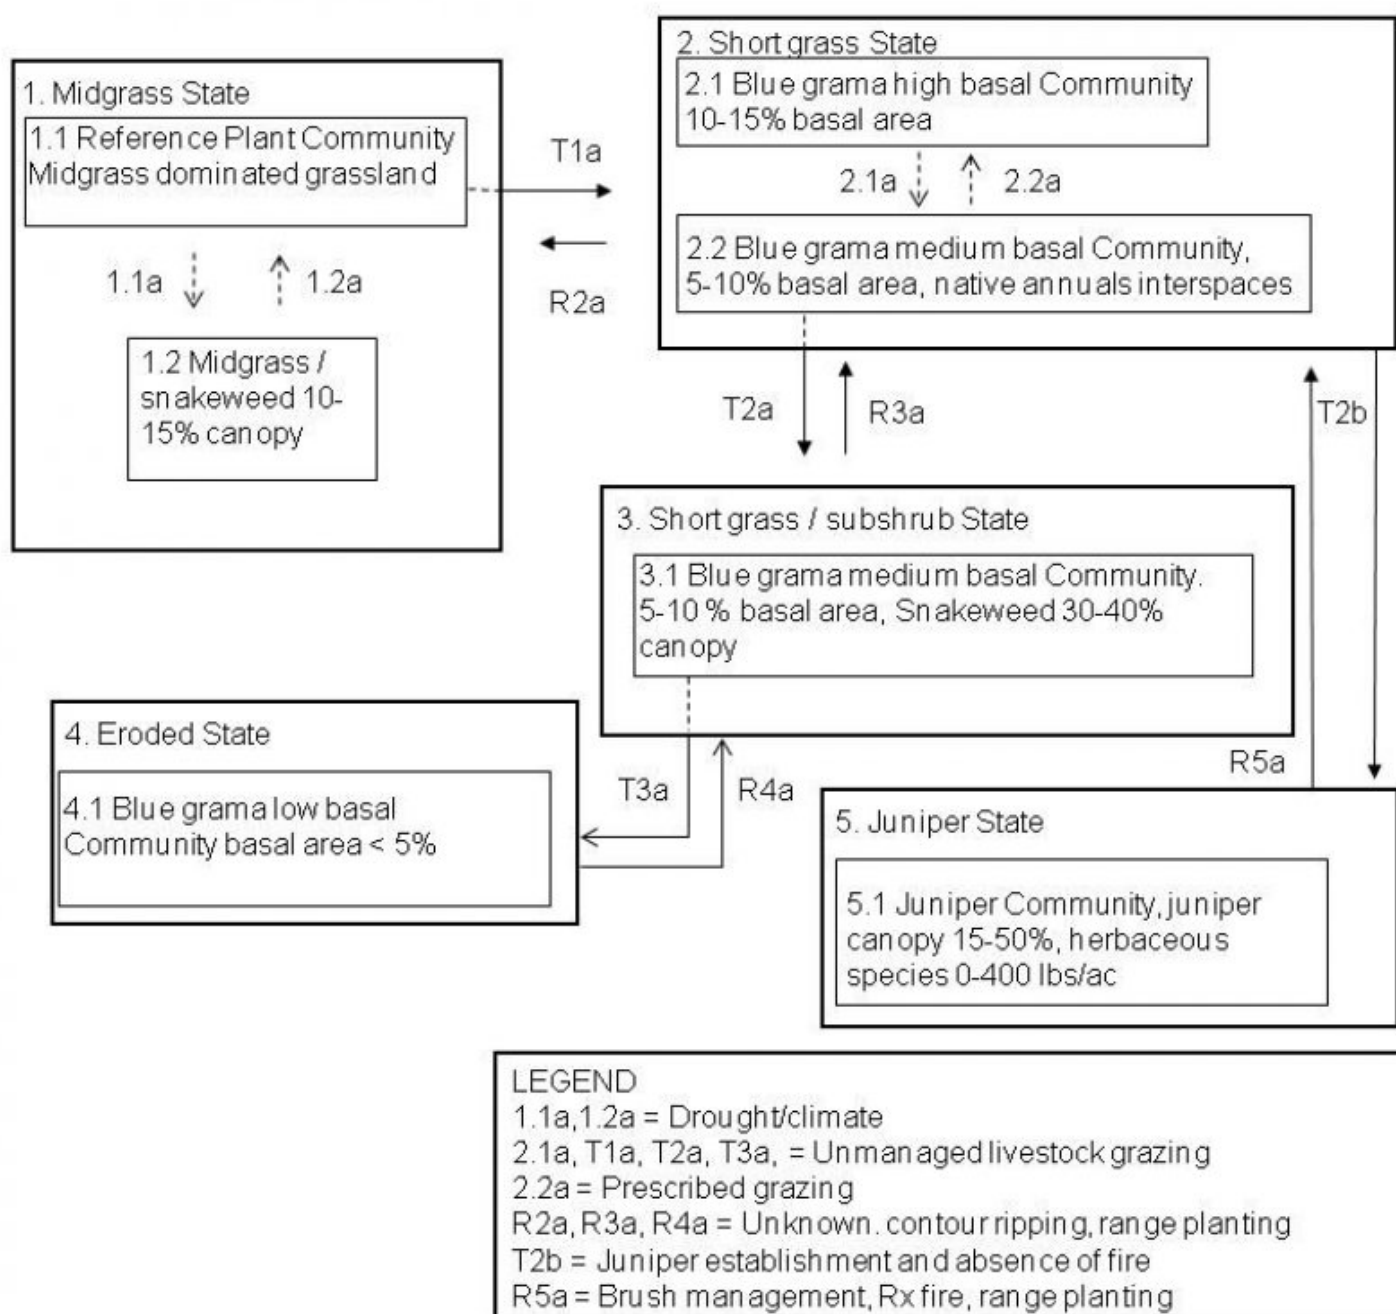 1. Midgrass State
1.1 Reference Plant Community
Midgrass dominated grassland
1.1a
1.2a
1.2 Midgrass /
snakeweed 10-
15% canopy
T1a
R2a
2. Short grass State
2.1 Blue grama high basal Community
10-15% basal area
2.1a
2.2a
2.2 Blue grama medium basal Community,
5-10% basal area, native annuals interspaces
T2a
R3a
T2b
3. Short grass / subshrub State
3.1 Blue grama medium basal Community.
5-10 % basal area, Snakeweed 30-40%
canopy
4. Eroded State
4.1 Blue grama low basal
Community basal area < 5%
T3a
R4a
R5a
5. Juniper State
5.1 Juniper Community, juniper
canopy 15-50%, herbaceous
species 0-400 lbs/ac
LEGEND
1.1a,1.2a = Drought/climate
2.1a, T1a, T2a, T3a, = Unmanaged livestock grazing
2.2a = Prescribed grazing
R2a, R3a, R4a = Unknown. contour ripping, range planting
T2b = Juniper establishment and absence of fire
R5a = Brush management, Rx fire, range planting